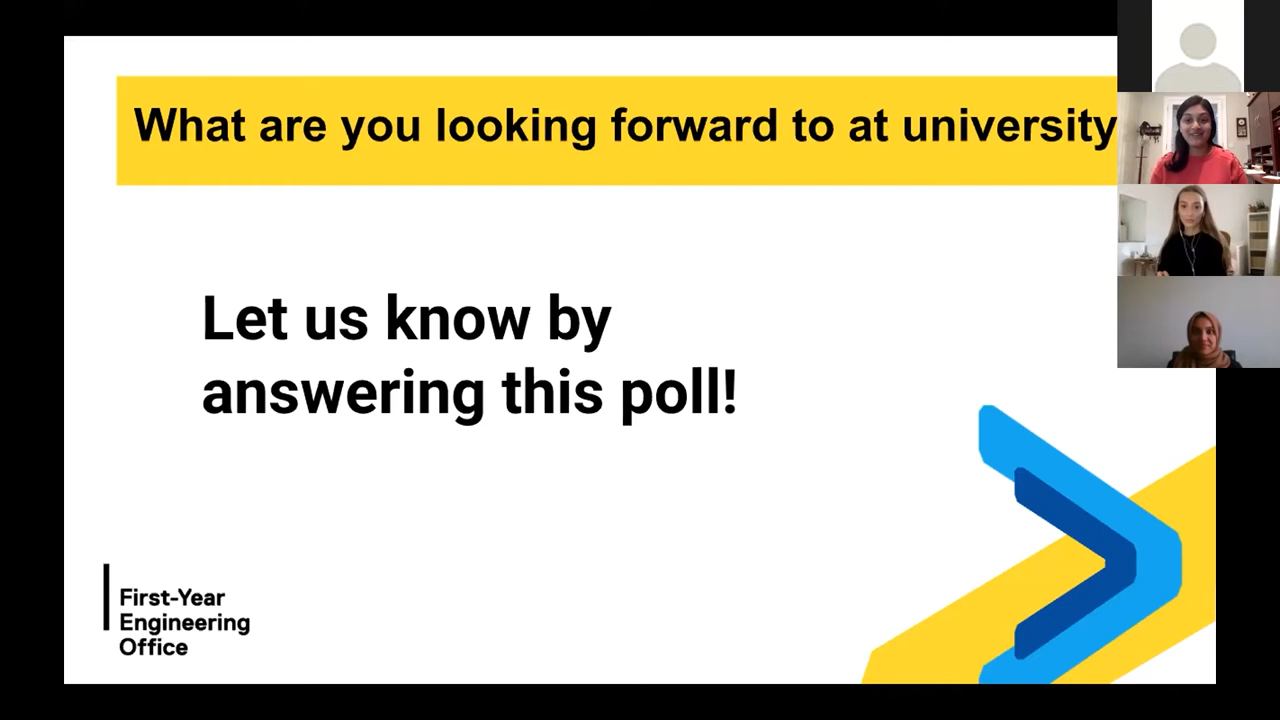 What are you looking forward to at university
Let us know by
answering this poll!
First-Year
Engineering
Office